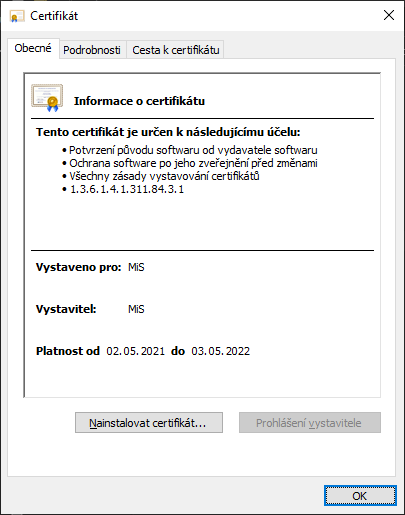 Certifikát
Obecné Podrobnosti Cesta k certifikátu
Informace o certifikátu
Tento certifikát je určen k následujícímu účelu:
• Potvrzení původu softwaru od vydavatele softwaru
• Ochrana software po jeho zveřejnění před změnami
• Všechny zásady vystavování certifikátů
• 1.3.6.1.4.1.311.84.3.1
Vystaveno pro: MiS
Vystavitel: MiS
Platnost od 02.05.2021 do 03.05.2022
Nainstalovat certifikát... Prohlášení vystavitele
OK